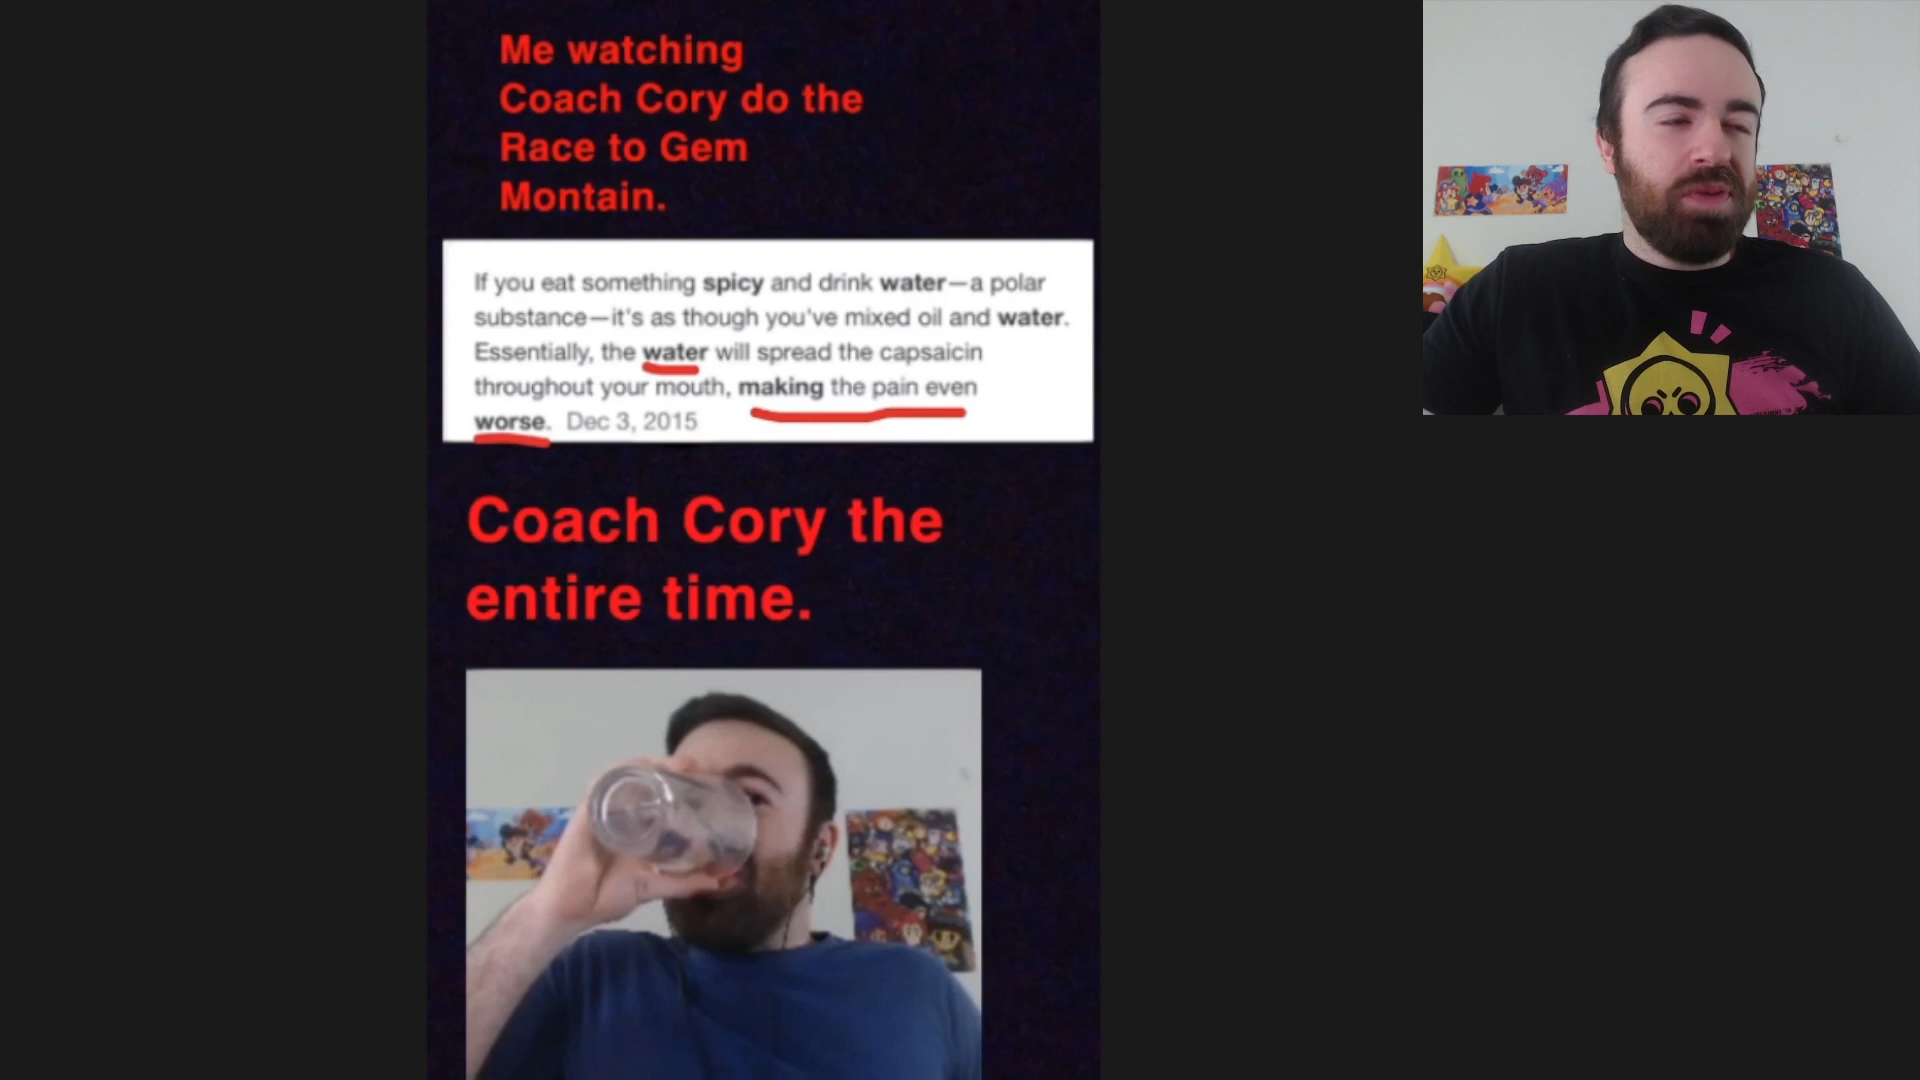 Me watching
Coach Cory do the
Race to Gem
Montain.
If you eat something spicy and drink water—a polar
substance—it's as though you've mixed oil and water.
Essentially, the water will spread the capsaicin
throughout your mouth, making the pain even
worse. Dec 3, 2015
Coach Cory the
entire time.